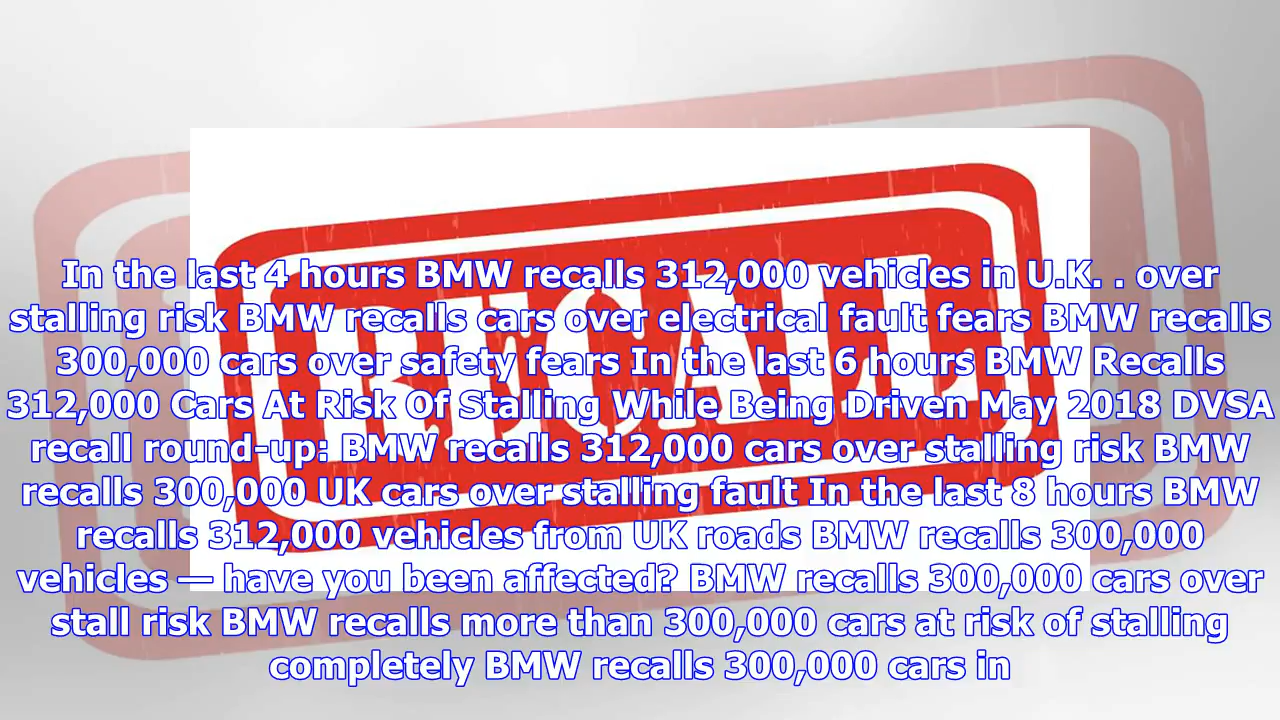 In the last 4 hours BMW recalls 312,000 vehicles in U.K. . over
stalling risk BMW recalls cars over electrical fault fears BMW recalls
300,000 cars over safety fears In the last 6 hours BMW Recalls
312,000 Cars At Risk Of Stalling While Being Driven May 2018 DVSA
recall round-up: BMW recalls 312,000 cars over stalling risk BMW
recalls 300,000 UK cars over stalling fault In the last 8 hours BMW
recalls 312,000 vehicles from UK roads BMW recalls 300,000
vehicles — have you been affected? BMW recalls 300,000 cars over
stall risk BMW recalls more than 300,000 cars at risk of stalling
completely BMW recalls 300,000 cars in
RECALL